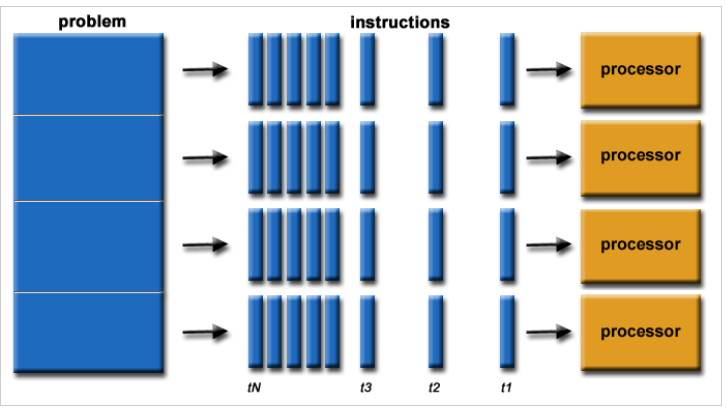 problem
instructions
processor
processor
processor
processor
tN t3 t2 t1